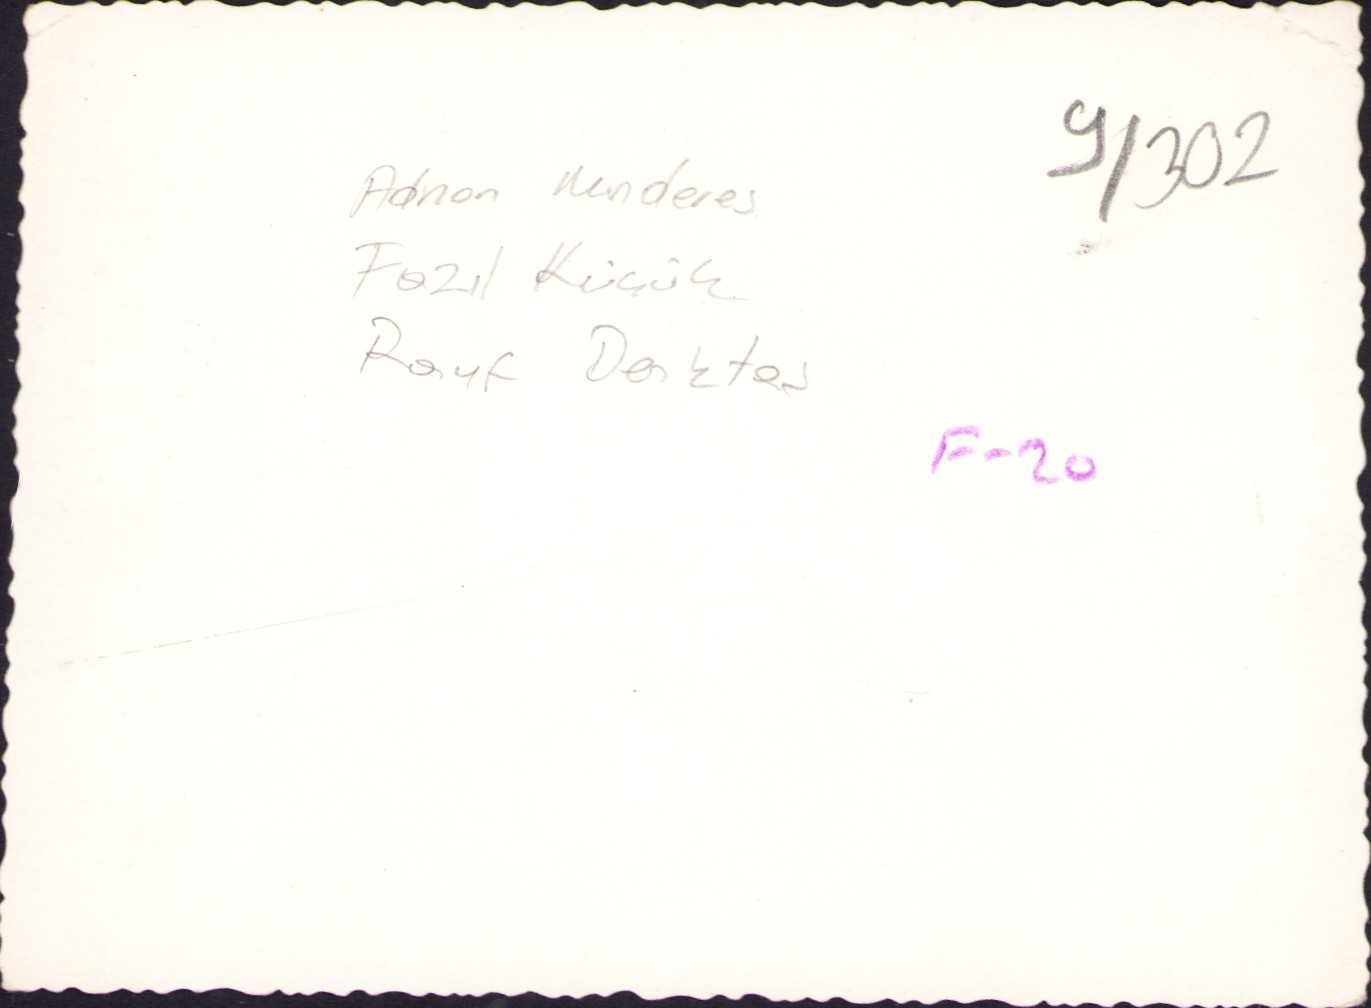 9/302
Adnan Menderes
Fazıl Küçük
Rauf Denktaş
F-20